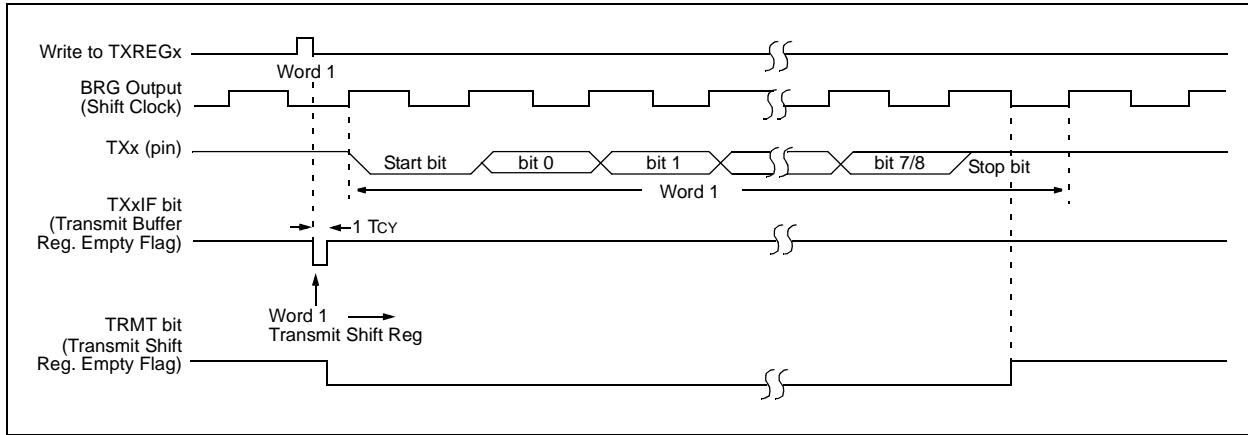 Write to TXREGx
Word 1
BRG Output
(Shift Clock)
TXx (pin)
Start bit
bit 0
bit 1
bit 7/8
Stop bit
Word 1
TXxIF bit
(Transmit Buffer
Reg. Empty Flag)
1 TCY
Word 1
Transmit Shift Reg
TRMT bit
(Transmit Shift
Reg. Empty Flag)